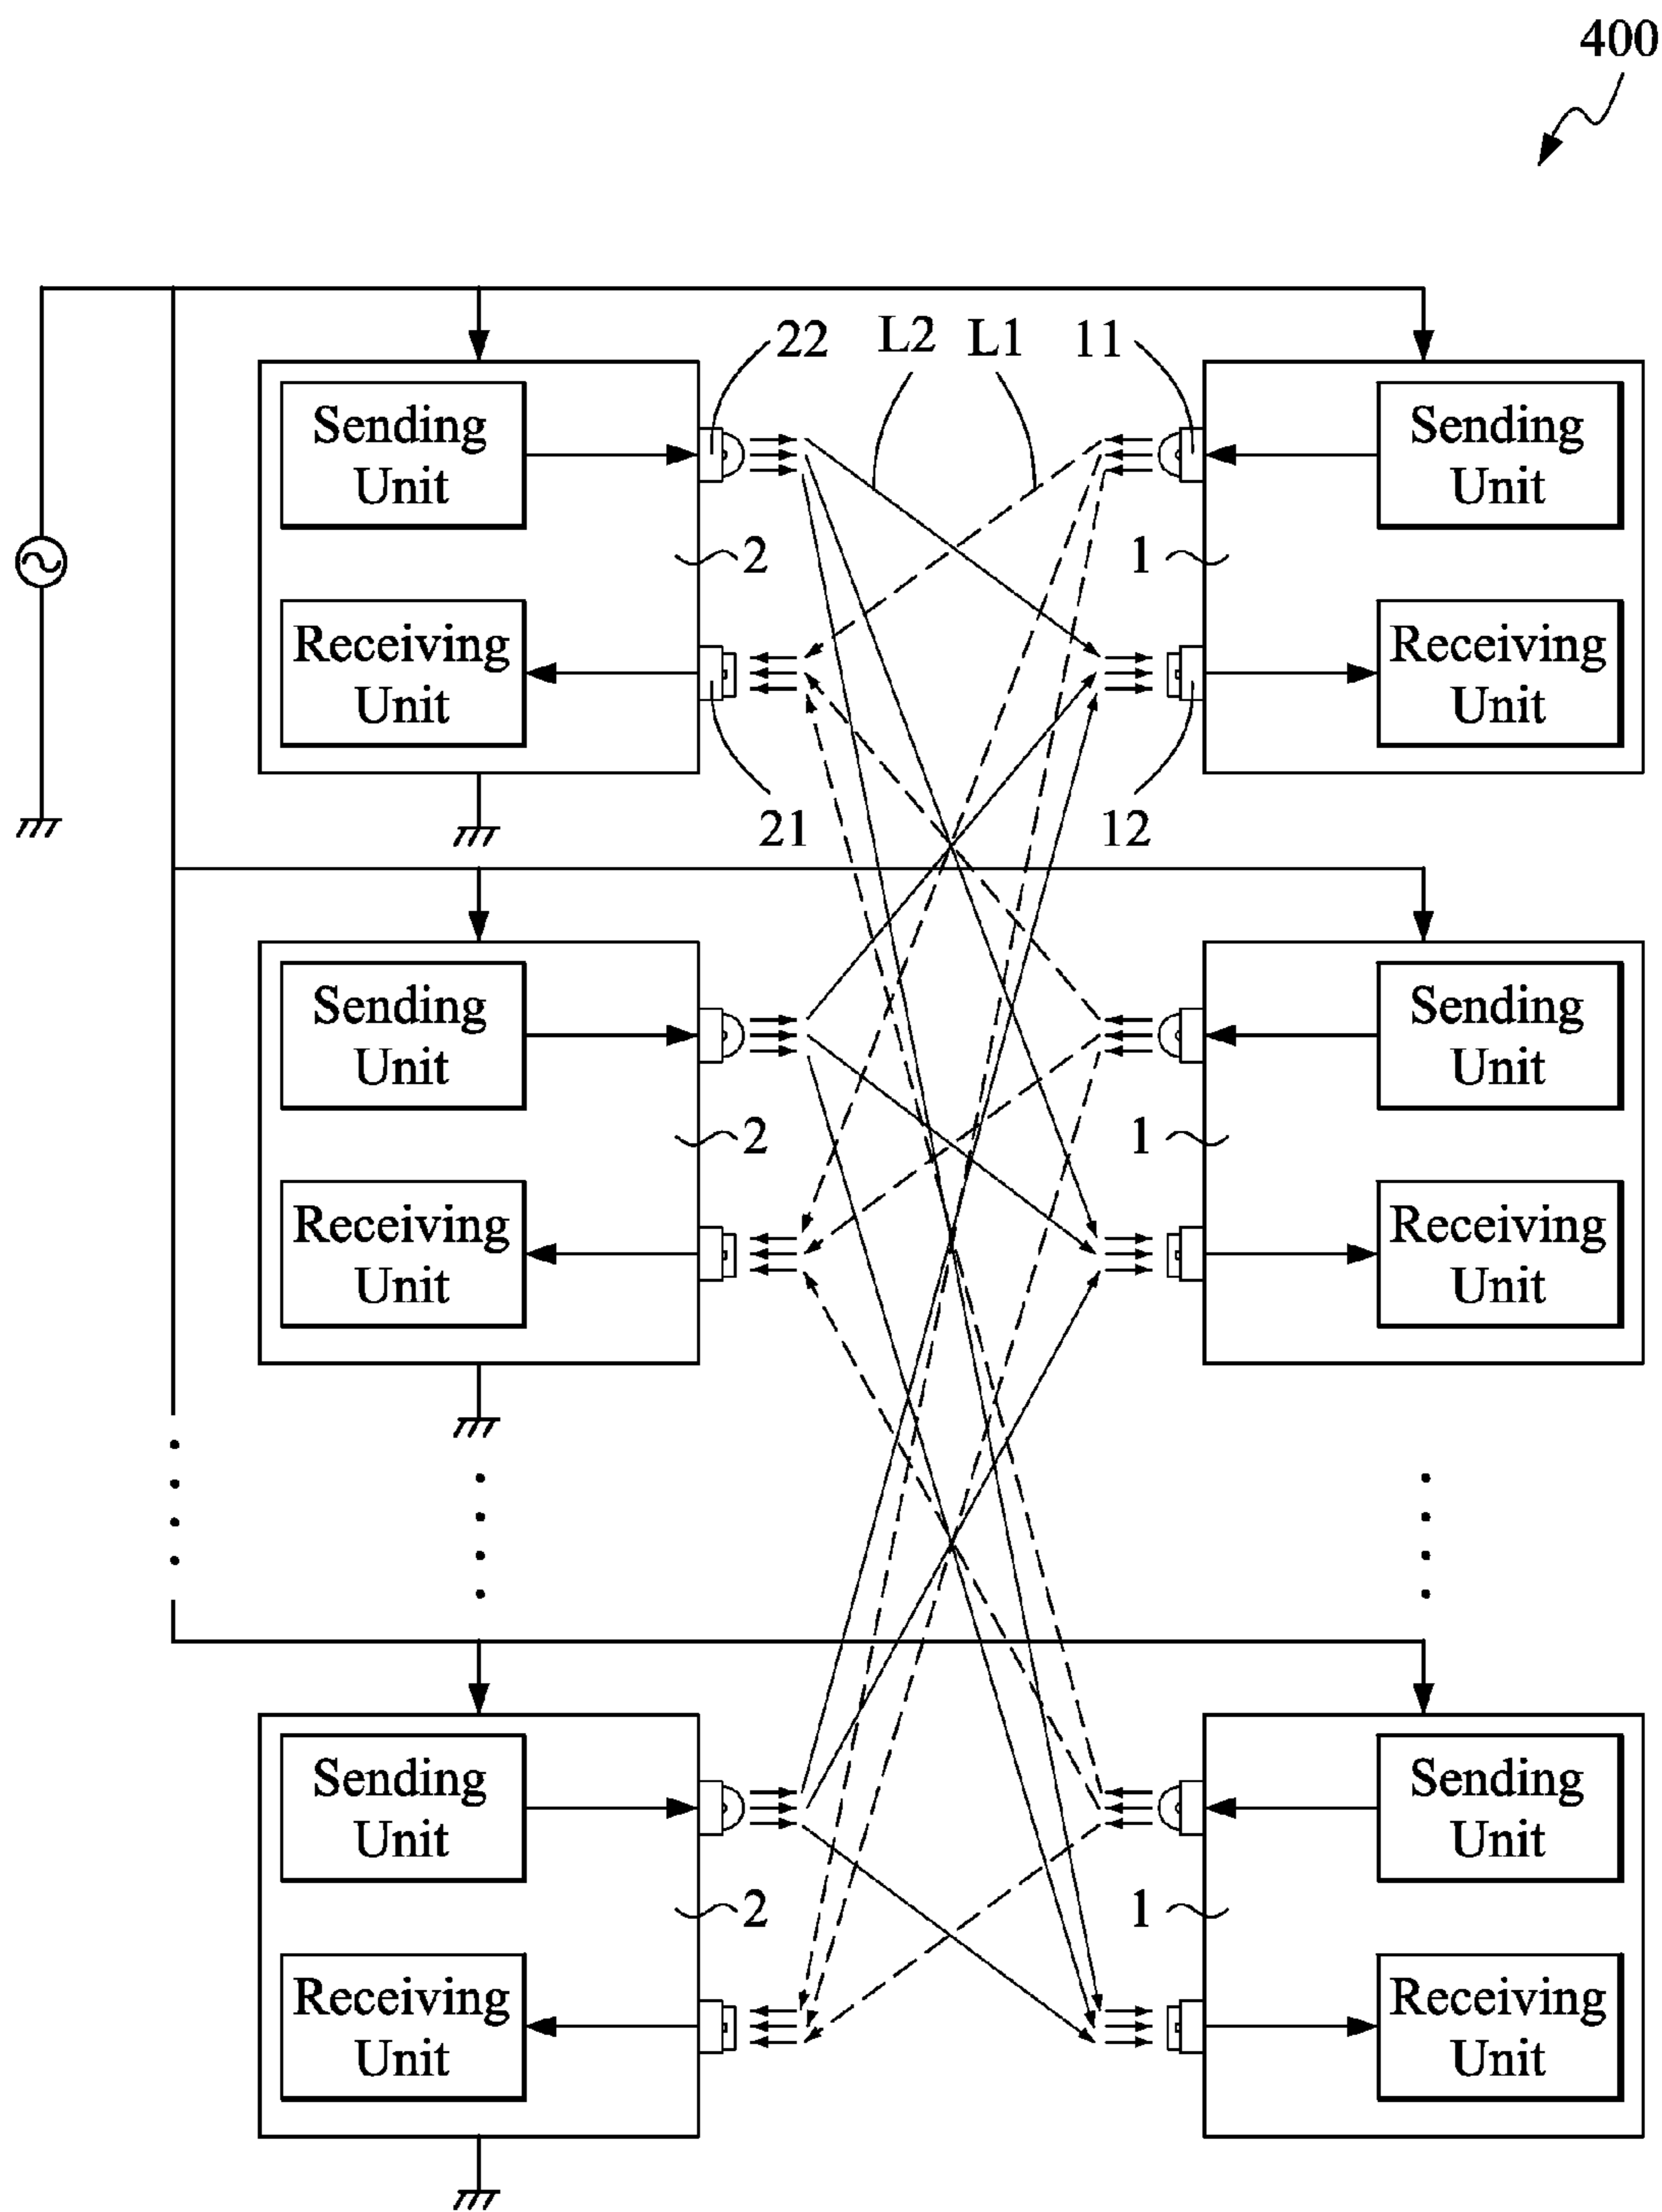 400
22 L2 L1 11
Sending
Unit
Sending
Unit
2 1
Receiving
Unit
Receiving
Unit
21 12
Sending
Unit
Sending
Unit
2 1
Receiving
Unit
Receiving
Unit
Sending
Unit
Sending
Unit
2 1
Receiving
Unit
Receiving
Unit